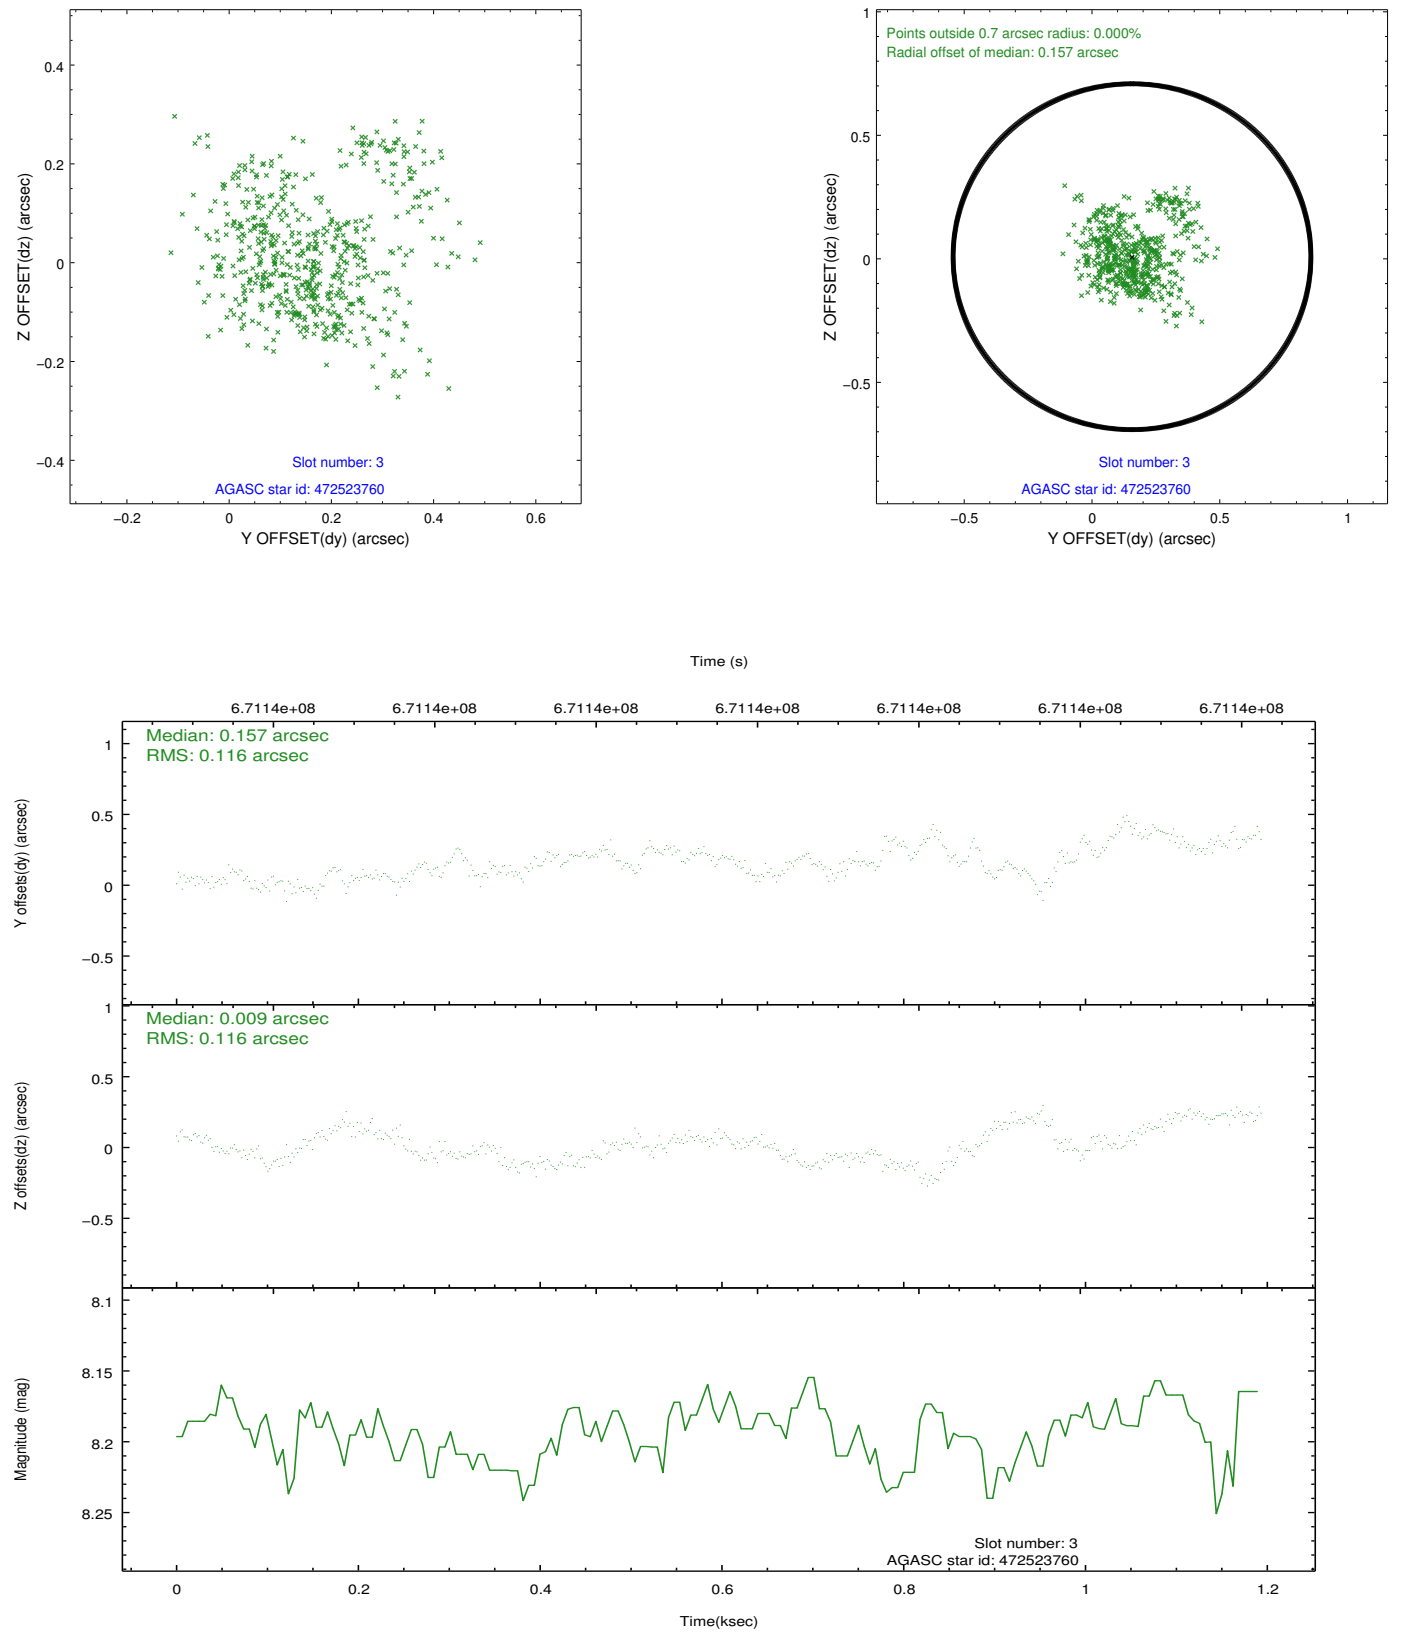 0.4
0.2
0
−0.2
−0.4
Z OFFSET(dz) (arcsec)
Slot number: 3
AGASC star id: 472523760
−0.2 0 0.2 0.4 0.6
Y OFFSET(dy) (arcsec)
Points outside 0.7 arcsec radius: 0.000%
Radial offset of median: 0.157 arcsec
1
0.5
0
−0.5
Z OFFSET(dz) (arcsec)
Slot number: 3
AGASC star id: 472523760
−0.5 0 0.5 1
Y OFFSET(dy) (arcsec)
Time (s)
6.7114e+08 6.7114e+08 6.7114e+08 6.7114e+08 6.7114e+08 6.7114e+08 6.7114e+08
Median: 0.157 arcsec
RMS: 0.116 arcsec
1
0.5
0
−0.5
Y offsets(dy) (arcsec)
Median: 0.009 arcsec
RMS: 0.116 arcsec
1
0.5
0
−0.5
Z offsets(dz) (arcsec)
8.1
8.15
8.2
8.25
Magnitude (mag)
Slot number: 3
AGASC star id: 472523760
0 0.2 0.4 0.6 0.8 1 1.2
Time(ksec)